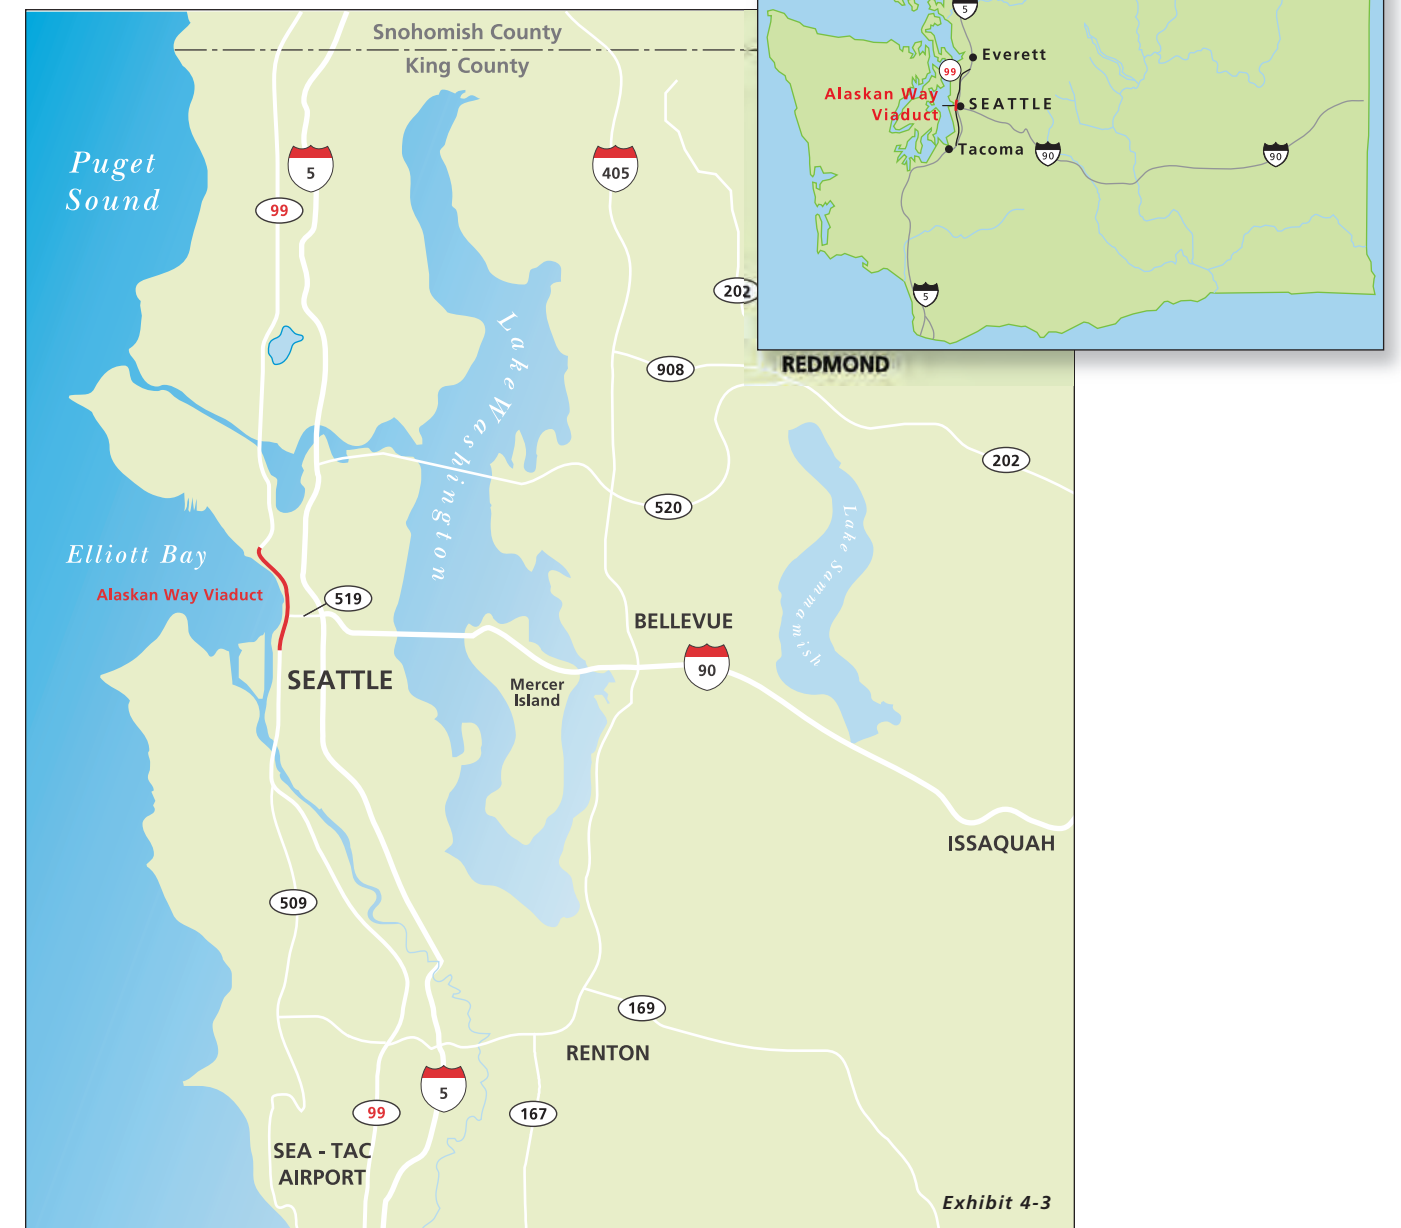 Snohomish County
King County
Puget
Sound
5
99
405
202
908
REDMOND
202
520
Lake Washington
Lake Sammamish
Elliott Bay
Alaskan Way Viaduct
519
BELLEVUE
90
SEATTLE
Mercer
Island
ISSAQUAH
509
169
RENTON
5
99
167
SEA - TAC
AIRPORT
Exhibit 4-3
5
Everett
99
Alaskan Way
Viaduct
SEATTLE
Tacoma
90
90
5